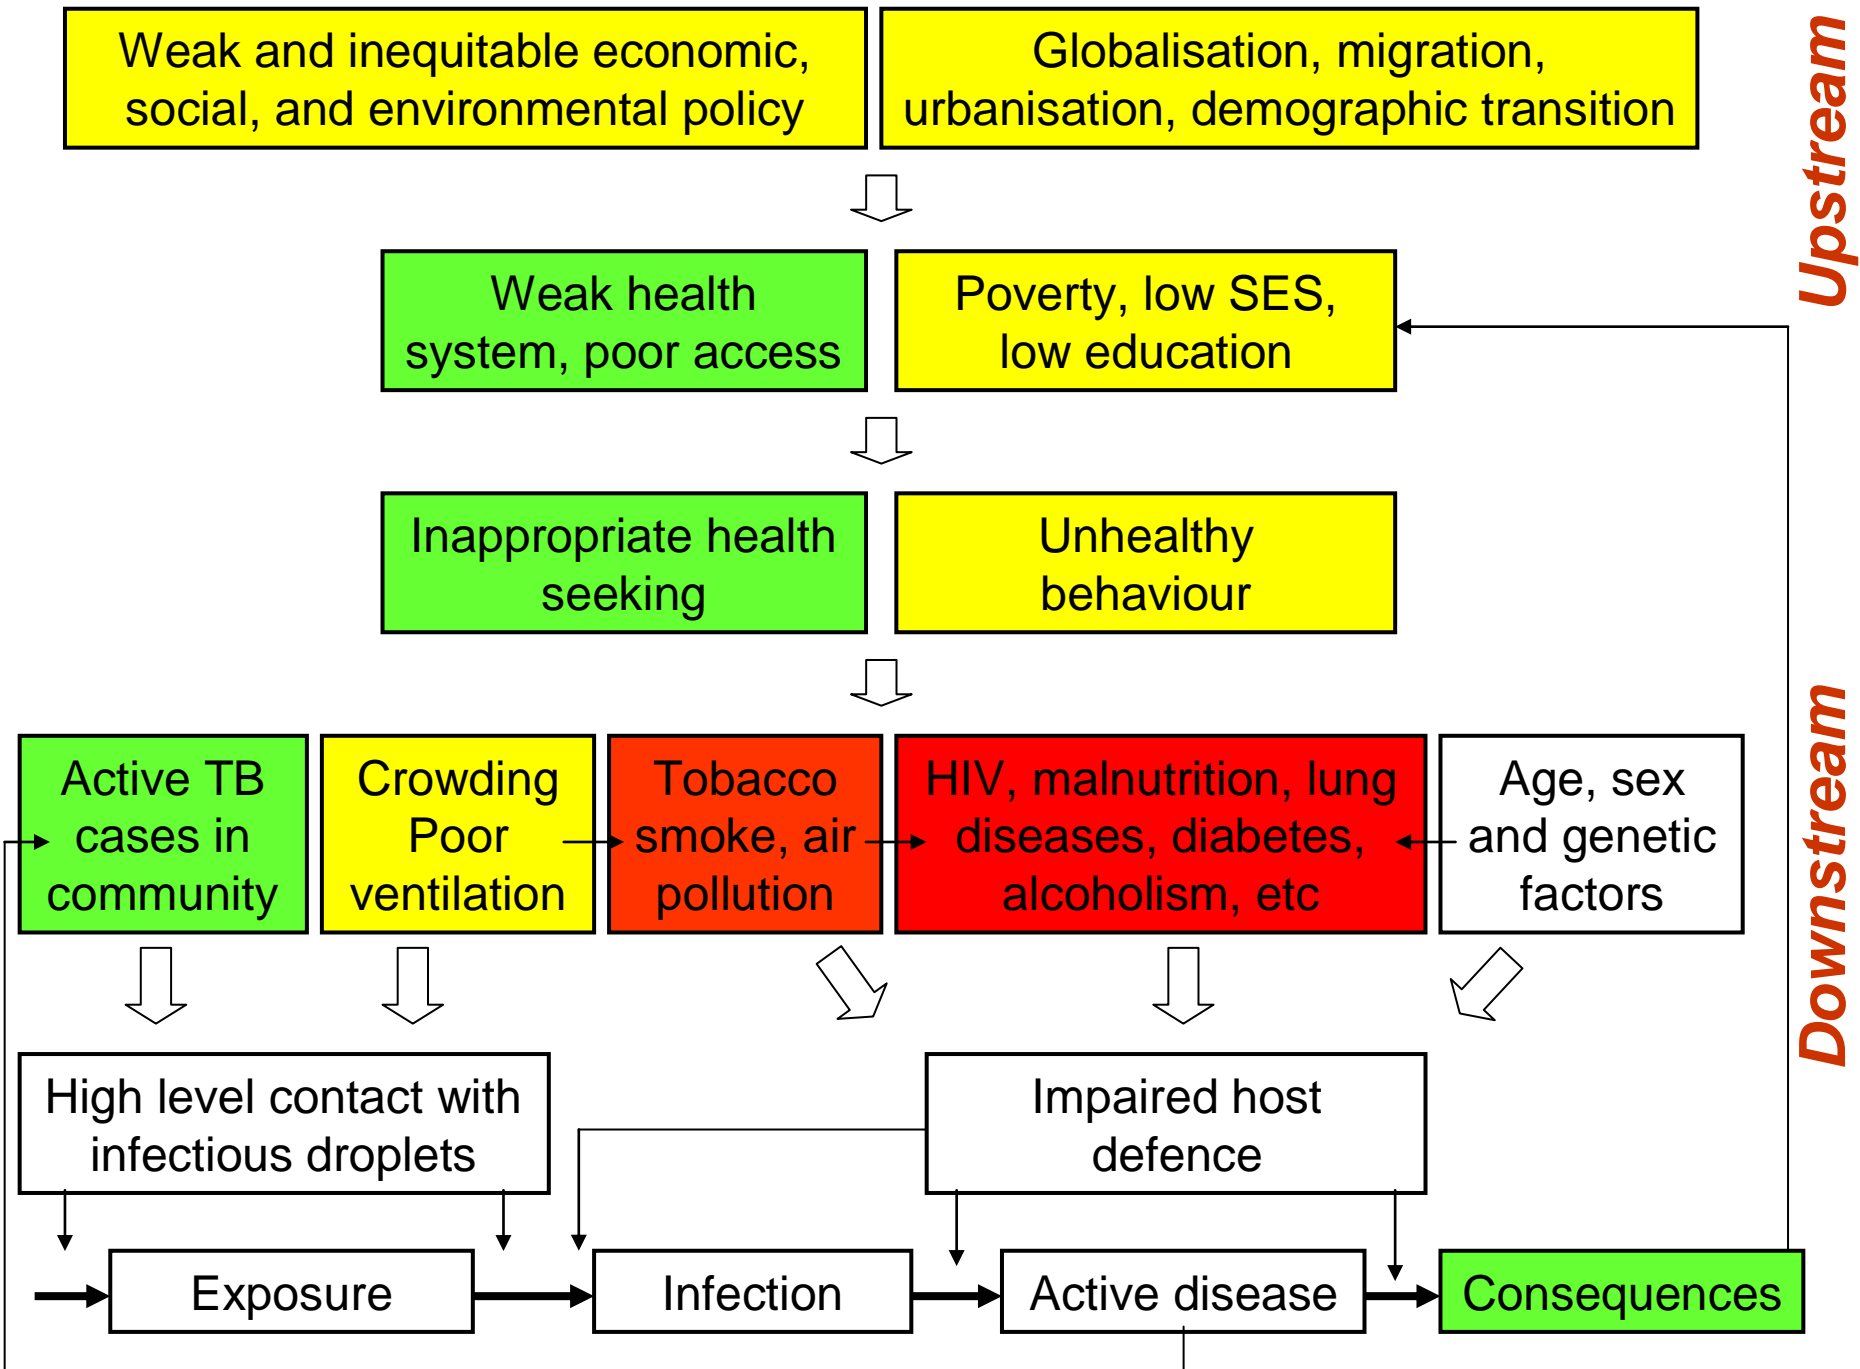 Weak and inequitable economic,
social, and environmental policy
Globalisation, migration,
urbanisation, demographic transition
Upstream
Weak health
system, poor access
Poverty, low SES,
low education
Inappropriate health
seeking
Unhealthy
behaviour
Downstream
Active TB
cases in
community
Crowding
Poor
ventilation
Tobacco
smoke, air
pollution
HIV, malnutrition, lung
diseases, diabetes,
alcoholism, etc
Age, sex
and genetic
factors
High level contact with
infectious droplets
Impaired host
defence
Exposure
Infection
Active disease
Consequences